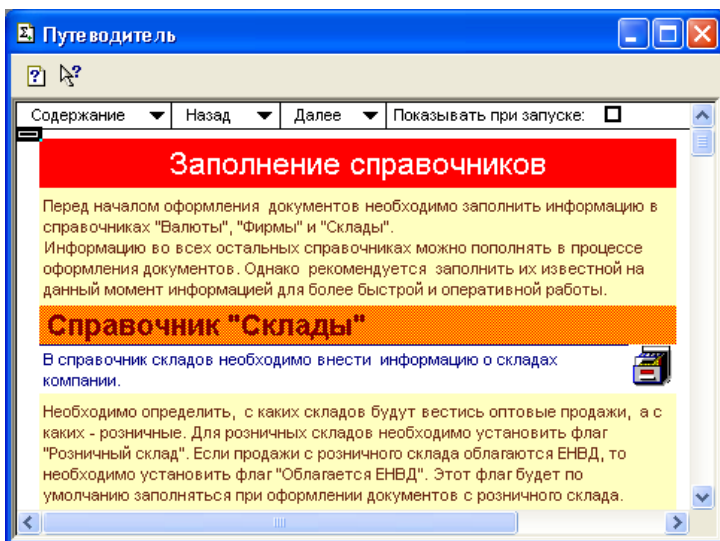 Путеводитель
Содержание Назад Далее Показывать при запуске:
Заполнение справочников
Перед началом оформления документов необходимо заполнить информацию в
справочниках "Валюты", "Фирмы" и "Склады".
Информацию во всех остальных справочниках можно пополнять в процессе
оформления документов. Однако рекомендуется заполнить их известной на
данный момент информацией для более быстрой и оперативной работы.
Справочник "Склады"
В справочник складов необходимо внести информацию о складах
компании.
Необходимо определить, с каких складов будут вестись оптовые продажи, а с
каких - розничные. Для розничных складов необходимо установить флаг
"Розничный склад". Если продажи с розничного склада облагаются ЕНВД, то
необходимо установить флаг "Облагается ЕНВД". Этот флаг будет по
умолчанию заполняться при оформлении документов с розничного склада.